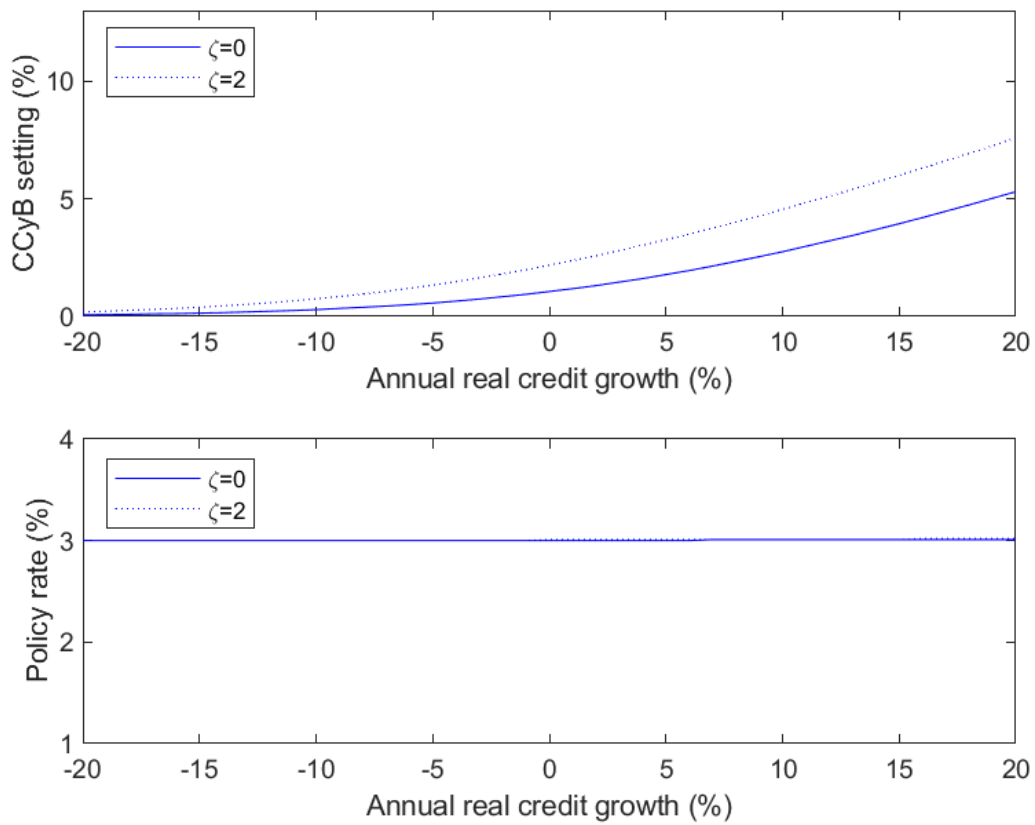 CCyB setting (%)
ζ=0
ζ=2
10
5
0
-20 -15 -10 -5 0 5 10 15 20
Annual real credit growth (%)
Policy rate (%)
ζ=0
ζ=2
4
3
2
1
-20 -15 -10 -5 0 5 10 15 20
Annual real credit growth (%)